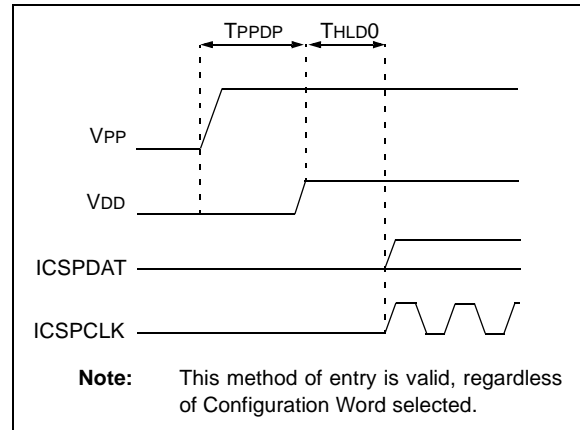 TPPDP THLD0
VPP
VDD
ICSPDAT
ICSPCLK
Note: This method of entry is valid, regardless
of Configuration Word selected.